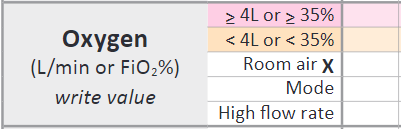 Oxygen
(L/min or FiO₂%)
write value
≥ 4L or ≥ 35%
< 4L or < 35%
Room air X
Mode
High flow rate